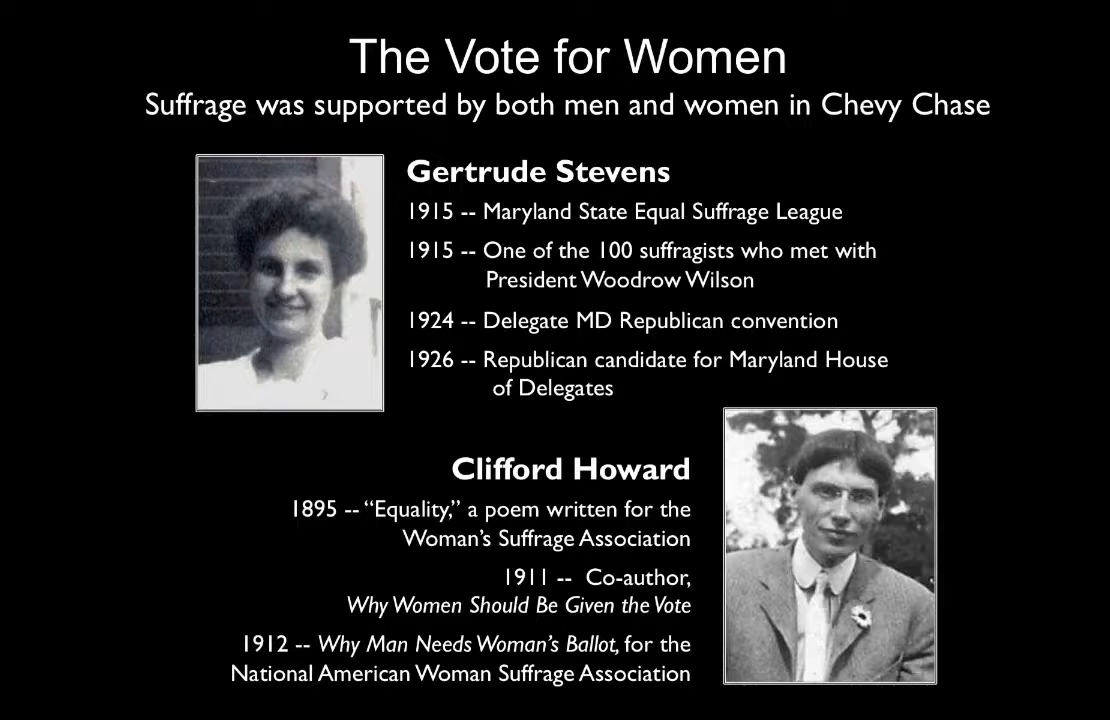 The Vote for Women
Suffrage was supported by both men and women in Chevy Chase
Gertrude Stevens
1915 -- Maryland State Equal Suffrage League
1915 -- One of the 100 suffragists who met with
President Woodrow Wilson
1924 -- Delegate MD Republican convention
1926 -- Republican candidate for Maryland House
of Delegates
Clifford Howard
1895 -- “Equality,” a poem written for the
Woman’s Suffrage Association
1911 -- Co-author,
Why Women Should Be Given the Vote
1912 -- Why Man Needs Woman’s Ballot, for the
National American Woman Suffrage Association